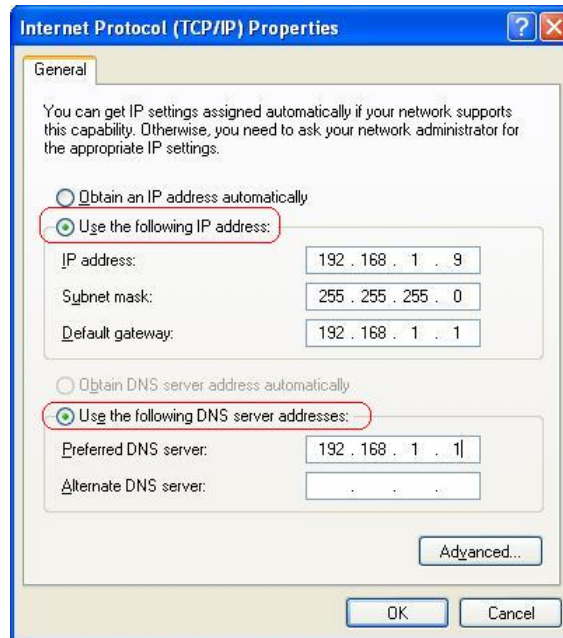 Internet Protocol (TCP/IP) Properties
General
You can get IP settings assigned automatically if your network supports
this capability. Otherwise, you need to ask your network administrator for
the appropriate IP settings.
Obtain an IP address automatically
Use the following IP address:
IP address: 192 . 168 . 1 . 9
Subnet mask: 255 . 255 . 255 . 0
Default gateway: 192 . 168 . 1 . 1
Obtain DNS server address automatically
Use the following DNS server addresses:
Preferred DNS server: 192 . 168 . 1 . 1
Alternate DNS server: . . .
Advanced...
OK Cancel